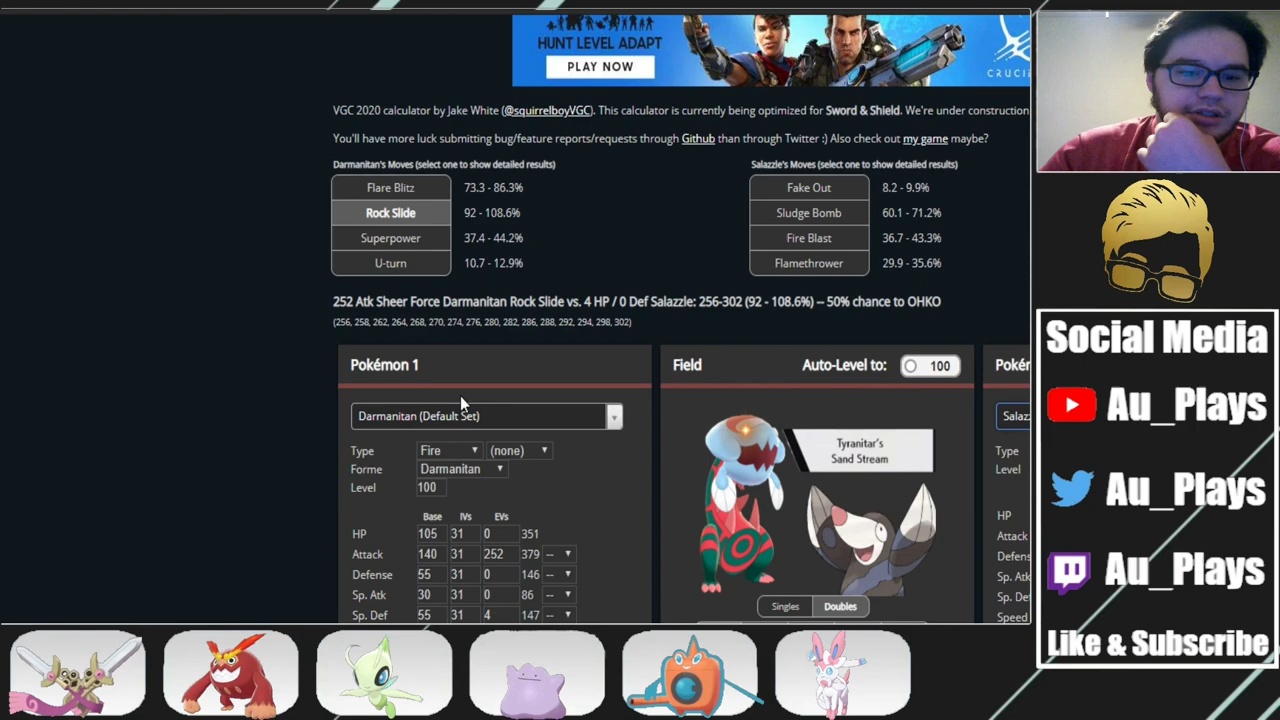 HUNT LEVEL ADAPT
PLAY NOW
VGC 2020 calculator by Jake White (@squirrelboyVGC). This calculator is currently being optimized for Sword & Shield. We're under construction
You'll have more luck submitting bug/feature reports/requests through Github than through Twitter :) Also check out my game maybe?
Darmanitan's Moves (select one to show detailed results)
Flare Blitz 73.3 - 86.3%
Rock Slide 92 - 108.6%
Superpower 37.4 - 44.2%
U-turn 10.7 - 12.9%
Salazzle's Moves (select one to show detailed results)
Fake Out 8.2 - 9.9%
Sludge Bomb 60.1 - 71.2%
Fire Blast 36.7 - 43.3%
Flamethrower 29.9 - 35.6%
252 Atk Sheer Force Darmanitan Rock Slide vs. 4 HP / 0 Def Salazzle: 256-302 (92 - 108.6%) -- 50% chance to OHKO
(256, 258, 262, 264, 268, 270, 274, 276, 280, 282, 286, 288, 292, 294, 298, 302)
Pokémon 1
Darmanitan (Default Set)
Type Fire (none)
Forme Darmanitan
Level 100
Base IVs EVs
HP 105 31 0 351
Attack 140 31 252 379 --
Defense 55 31 0 146 --
Sp. Atk 30 31 0 86 --
Sp. Def 55 31 4 147 --
Field Auto-Level to: 100
Tyranitar's
Sand Stream
Singles Doubles
Type
Level
HP
Attack
Sp. Atk
Sp. Def
Speed
Social Media
Au_Plays
Au_Plays
Au_Plays
Like & Subscribe